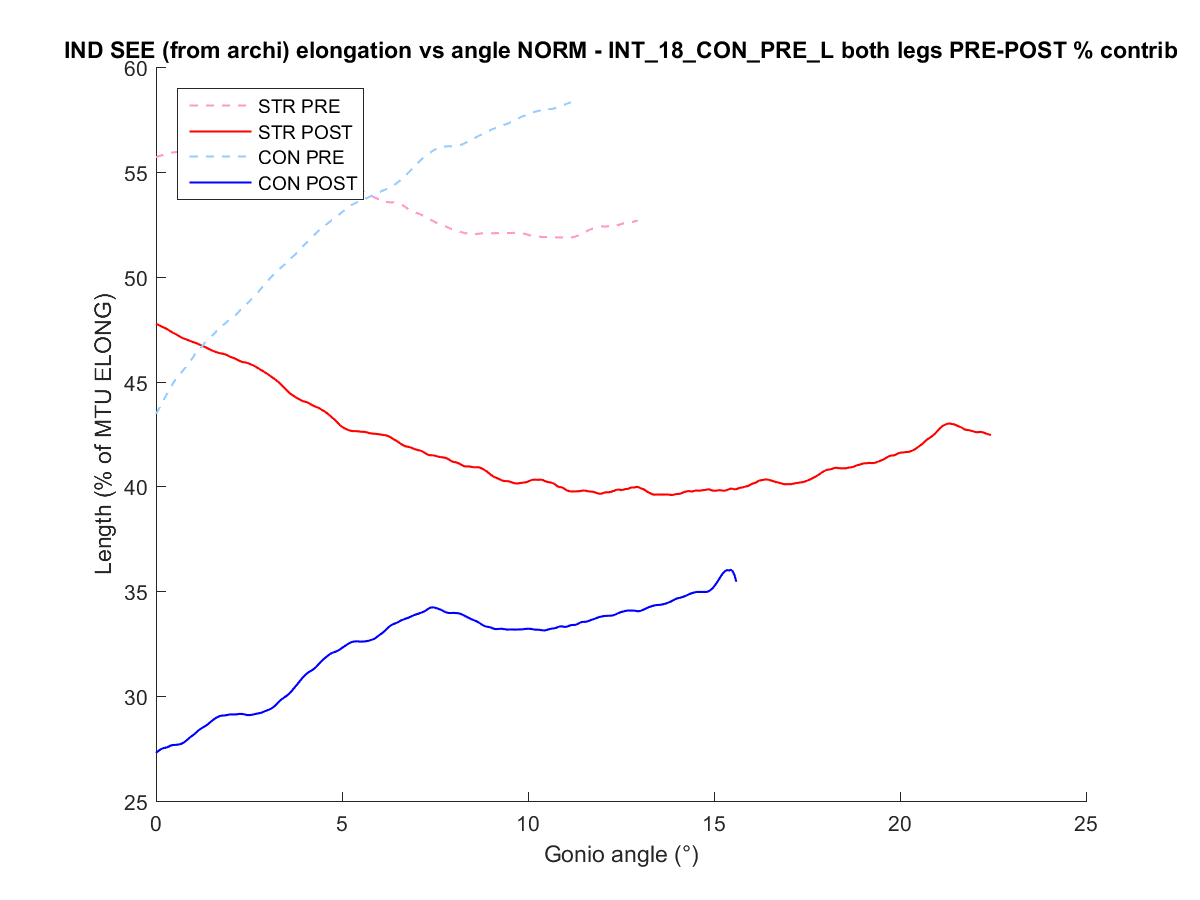 IND SEE (from archi) elongation vs angle NORM - INT_18_CON_PRE_L both legs PRE-POST % contrib
60
55
50
45
40
35
30
25
Length (% of MTU ELONG)
STR PRE
STR POST
CON PRE
CON POST
0 5 10 15 20 25
Gonio angle (°)